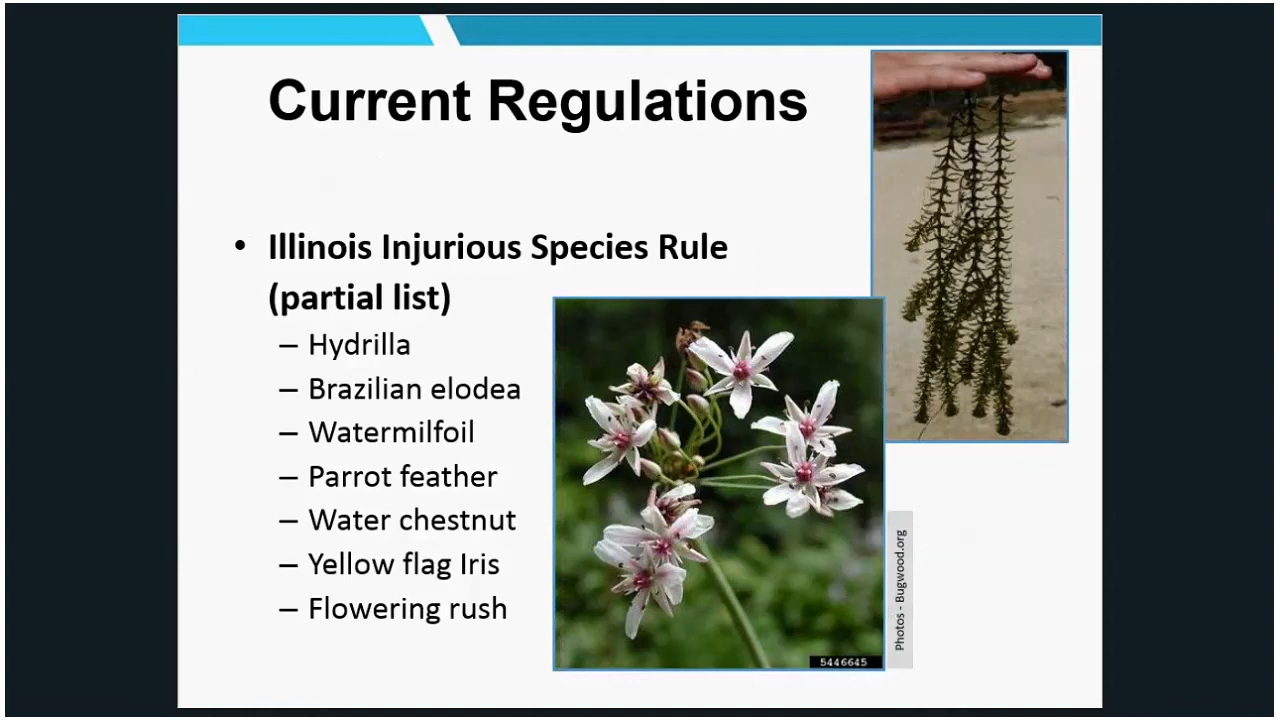 Current Regulations
• Illinois Injurious Species Rule
(partial list)
– Hydrilla
– Brazilian elodea
– Watermilfoil
– Parrot feather
– Water chestnut
– Yellow flag Iris
– Flowering rush
Photos - Bugwood.org
5446645